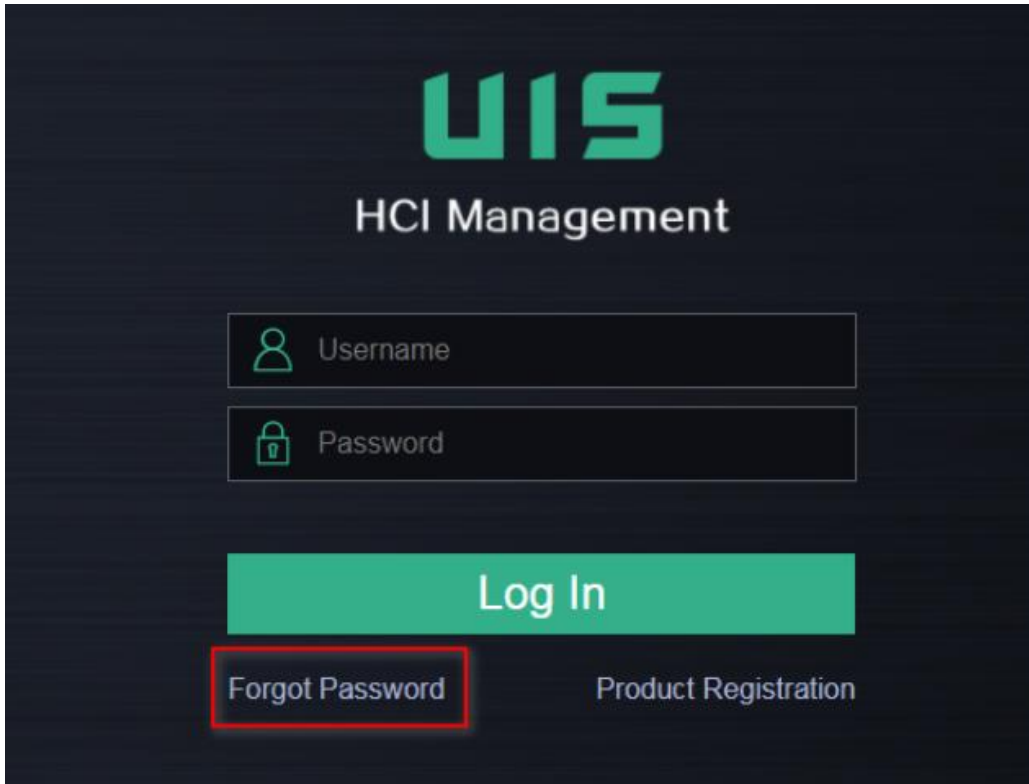 UIS
HCI Management
Username
Password
Log In
Forgot Password
Product Registration